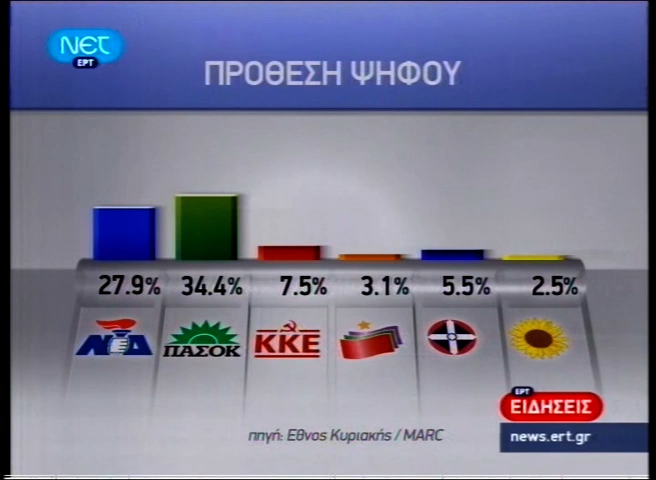 NET
ΕΡΤ
ΠΡΟΘΕΣΗ ΨΗΦΟΥ
27.9% 34.4% 7.5% 3.1% 5.5% 2.5%
ΝΔ ΠΑΣΟΚ ΚΚΕ
ΕΡΤ
ΕΙΔΗΣΕΙΣ
πηγή: Εθνος Κυριακής / MARC
news.ert.gr